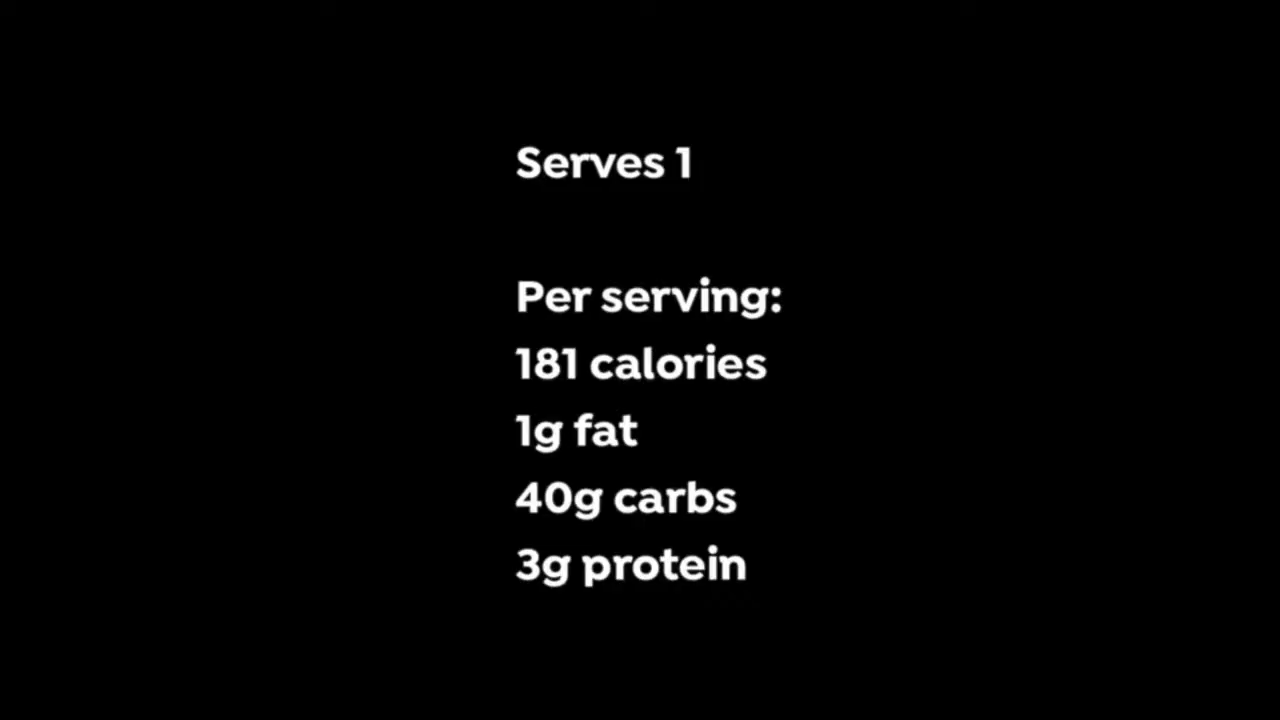 Serves 1
Per serving:
181 calories
1g fat
40g carbs
3g protein